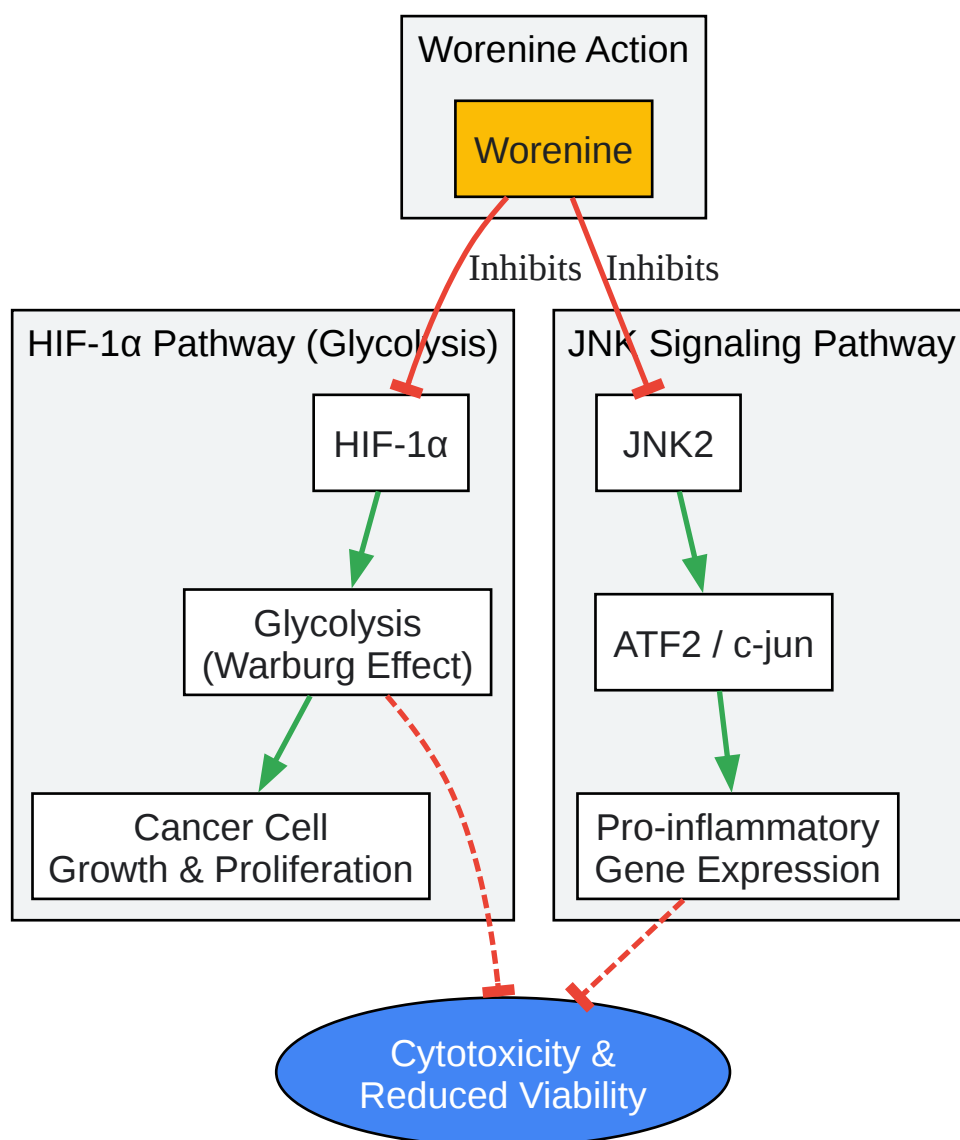 Worenine Action
Worenine
Inhibits
Inhibits
HIF-1α Pathway (Glycolysis)
HIF-1α
Glycolysis
(Warburg Effect)
Cancer Cell
Growth & Proliferation
JNK Signaling Pathway
JNK2
ATF2 / c-jun
Pro-inflammatory
Gene Expression
Cytotoxicity &
Reduced Viability